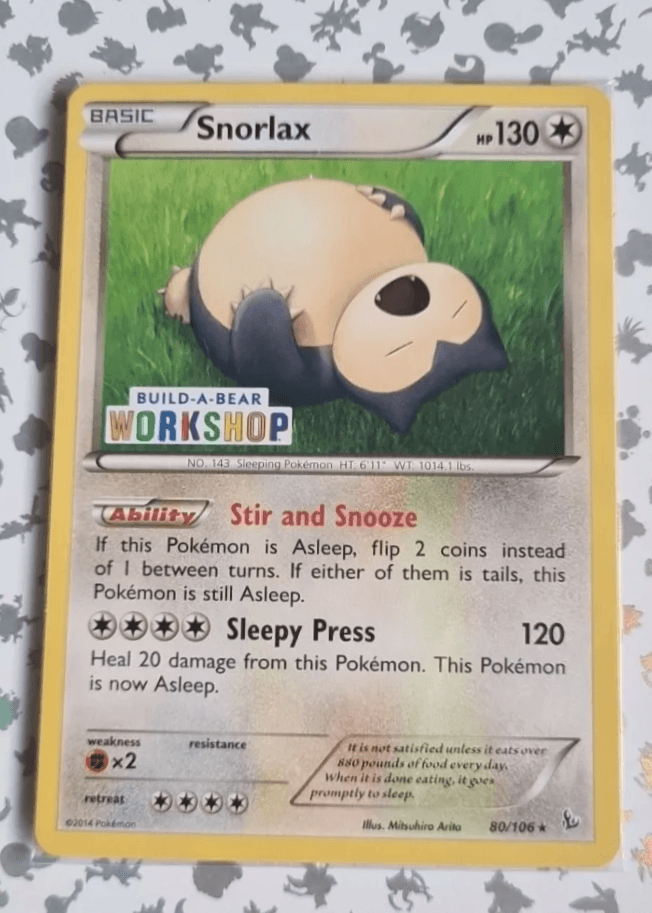 BASIC Snorlax HP 130
BUILD-A-BEAR
WORKSHOP
NO. 143 Sleeping Pokémon HT: 6'11" WT: 1014.1 lbs.
Ability Stir and Snooze
If this Pokémon is Asleep, flip 2 coins instead
of 1 between turns. If either of them is tails, this
Pokémon is still Asleep.
Sleepy Press 120
Heal 20 damage from this Pokémon. This Pokémon
is now Asleep.
weakness resistance
×2
It is not satisfied unless it eats over
880 pounds of food every day.
When it is done eating, it goes
promptly to sleep.
retreat
©2014 Pokémon
Illus. Mitsuhiro Arita 80/106 ★